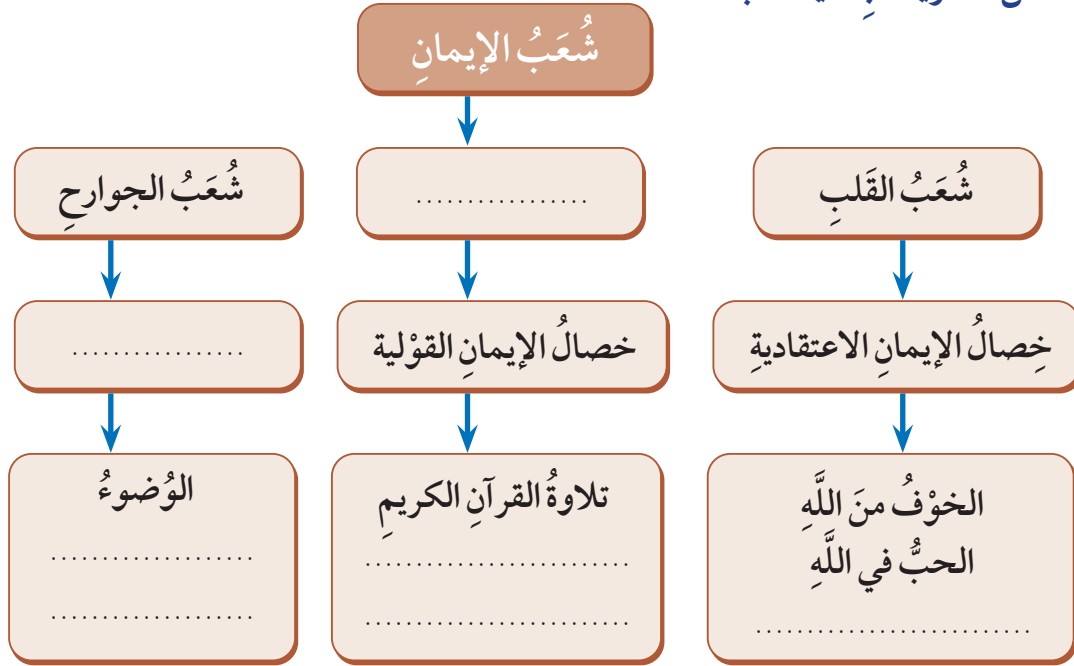 شُعَبُ الإيمانِ
شُعَبُ القَلبِ
.................
شُعَبُ الجوارحِ
خِصالُ الإيمانِ الاعتقاديةِ
خصالُ الإيمانِ القوْلية
.................
الخوْفُ منَ اللَّهِ
الحبُّ في اللَّهِ
...........................
تلاوةُ القرآنِ الكريمِ
..........................
..........................
الوُضوءُ
....................
....................